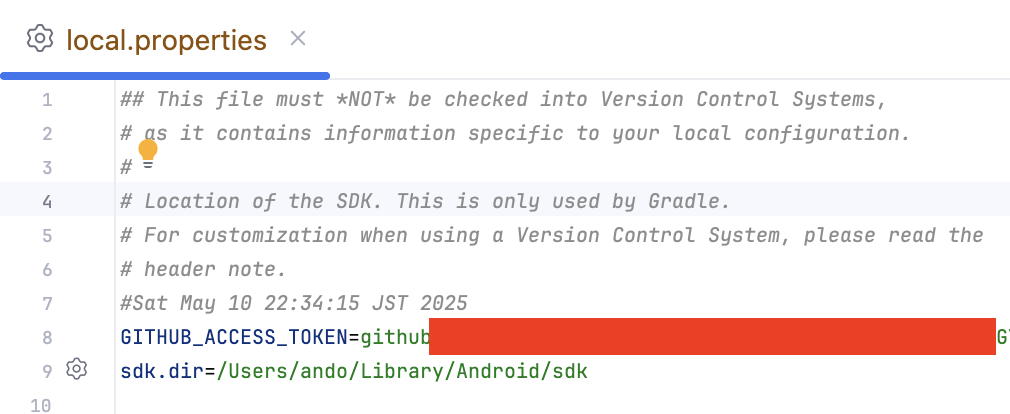 local.properties
1 ## This file must *NOT* be checked into Version Control Systems,
2 # as it contains information specific to your local configuration.
3 #
4 # Location of the SDK. This is only used by Gradle.
5 # For customization when using a Version Control System, please read the
6 # header note.
7 #Sat May 10 22:34:15 JST 2025
8 GITHUB_ACCESS_TOKEN=github
9 sdk.dir=/Users/ando/Library/Android/sdk
10